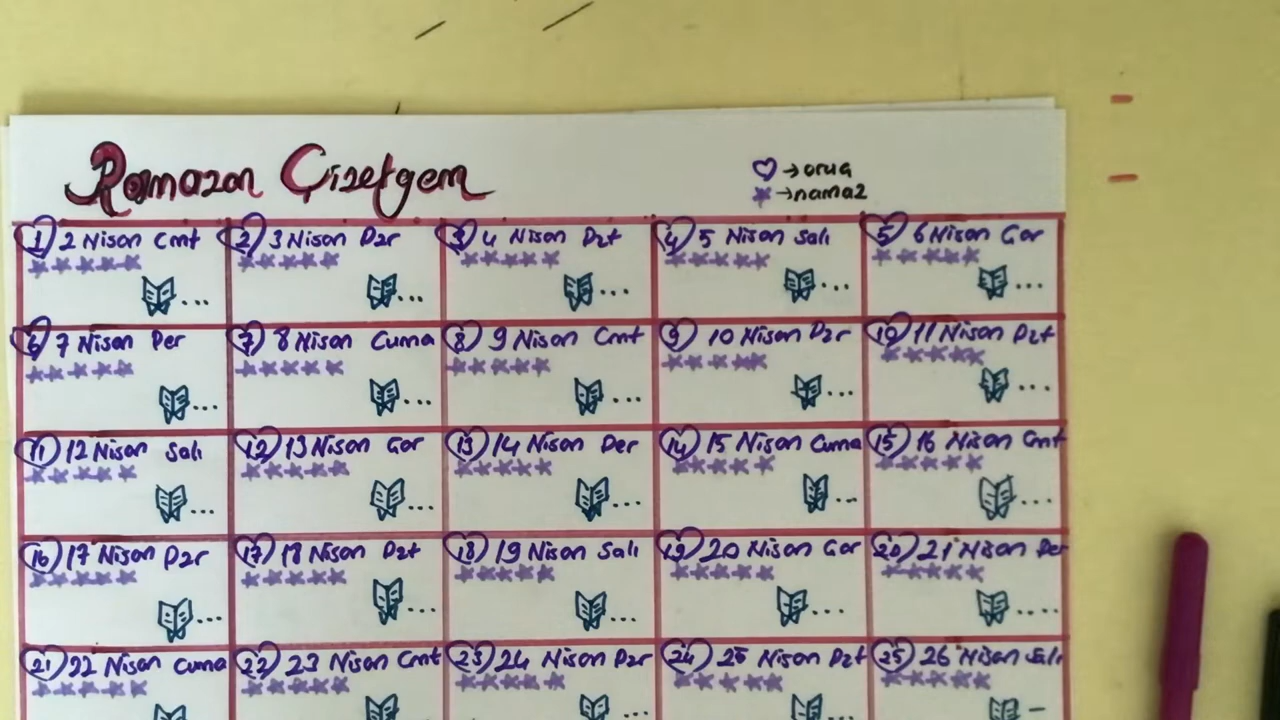 Ramazan Çizelgem
→oruç
→namaz
1 2 Nisan Cmt
2 3 Nisan Pzr
3 4 Nisan Pzt
4 5 Nisan Salı
5 6 Nisan Çar
6 7 Nisan Per
7 8 Nisan Cuma
8 9 Nisan Cmt
9 10 Nisan Pzr
10 11 Nisan Pzt
11 12 Nisan Salı
12 13 Nisan Çar
13 14 Nisan Per
14 15 Nisan Cuma
15 16 Nisan Cmt
16 17 Nisan Pzr
17 18 Nisan Pzt
18 19 Nisan Salı
19 20 Nisan Çar
20 21 Nisan Per
21 22 Nisan Cuma
22 23 Nisan Cmt
23 24 Nisan Pzr
24 25 Nisan Pzt
25 26 Nisan Salı